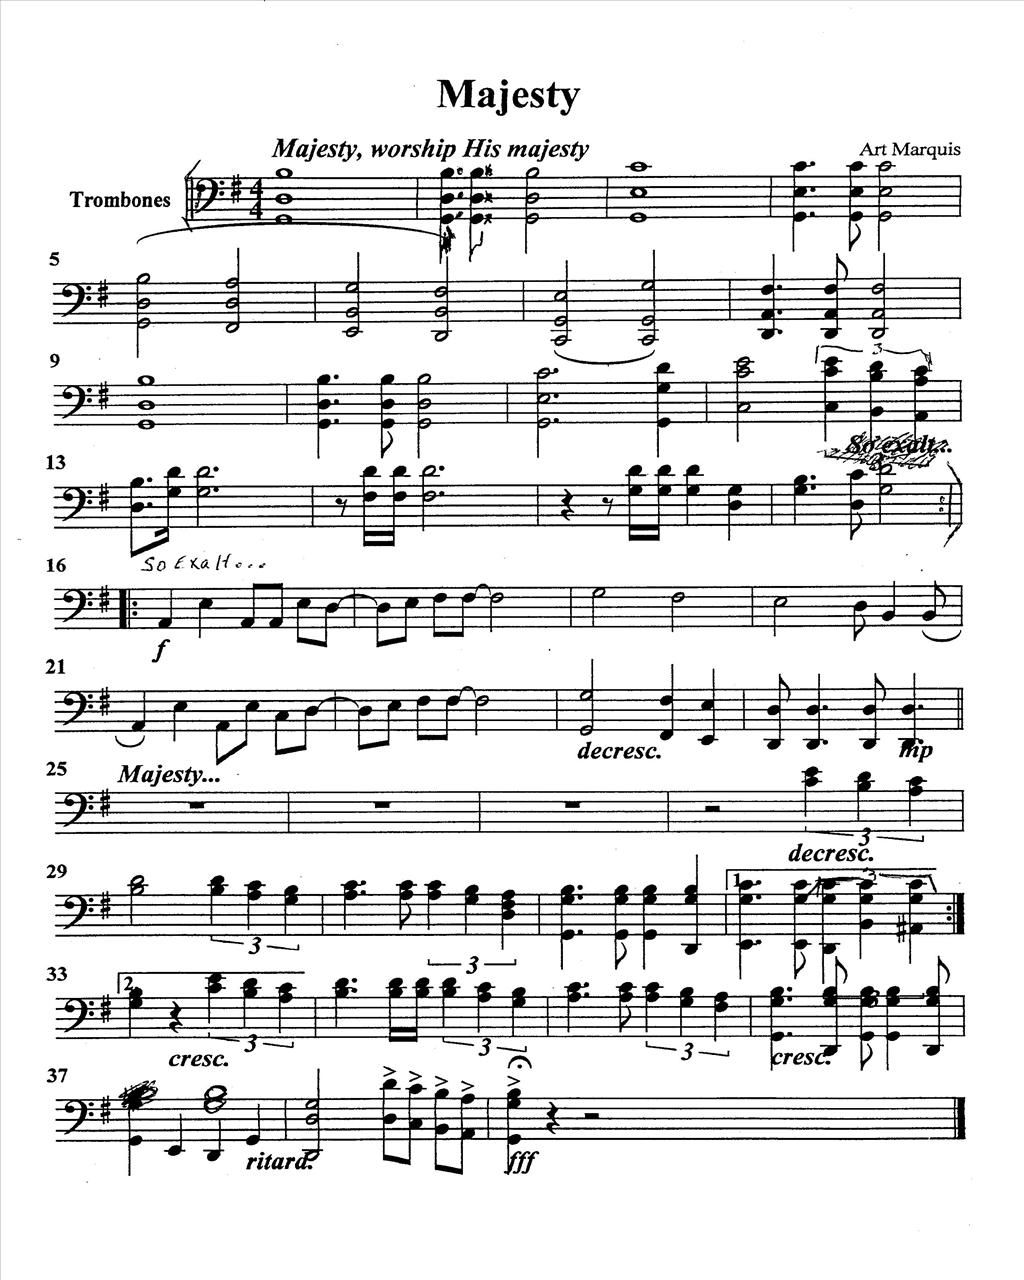 Majesty
Majesty, worship His majesty
Art Marquis
Trombones
4
4
5
9
3
So exalt...
13
3
So Exalt...
16
f
21
decresc.
mp
25
Majesty...
3
decresc.
29
3
3
1.
3
33
2.
cresc.
3
3
3
cresc.
3
37
ritard.
fff